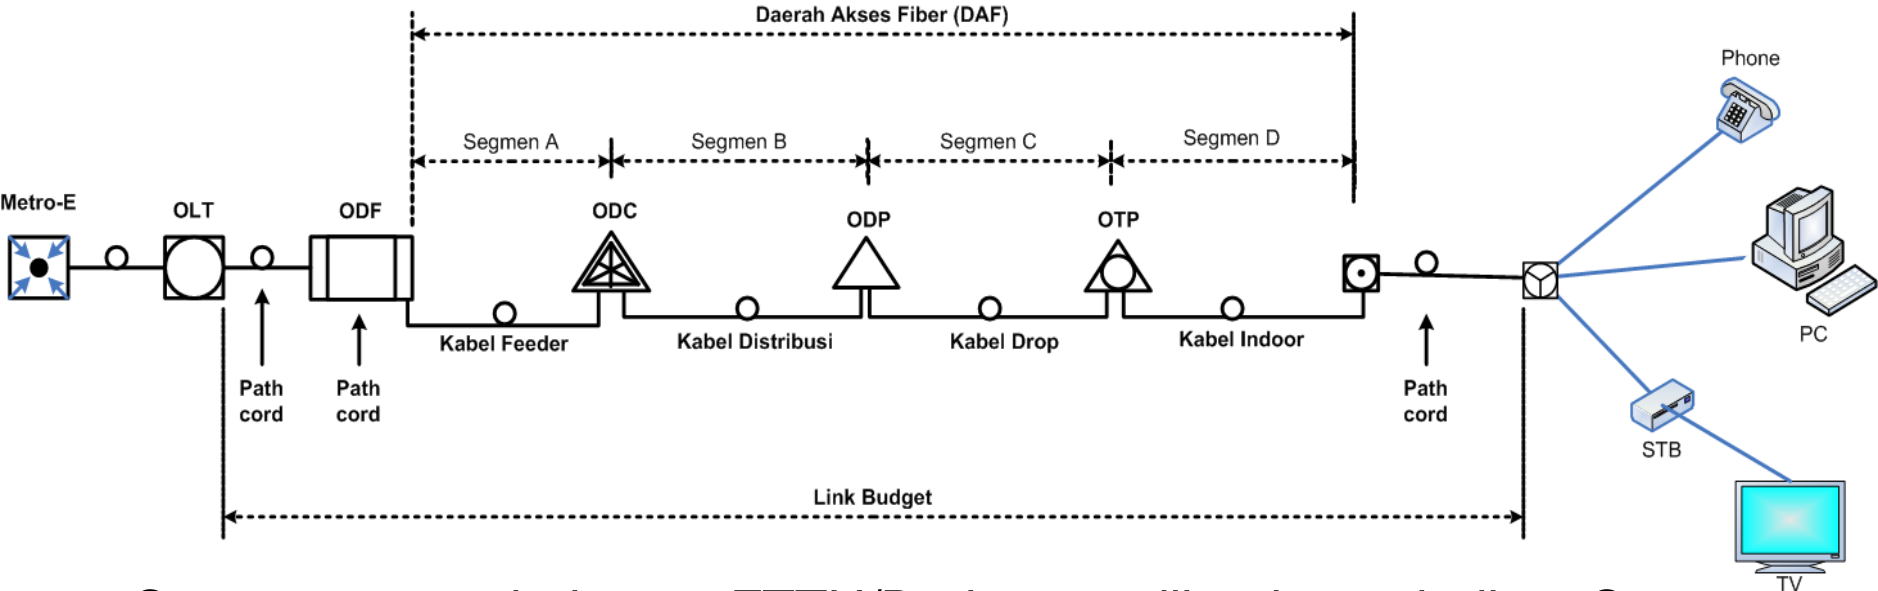 Daerah Akses Fiber (DAF)
Phone
Segmen A
Segmen B
Segmen C
Segmen D
Metro-E
OLT
ODF
ODC
ODP
OTP
PC
Kabel Feeder
Kabel Distribusi
Kabel Drop
Kabel Indoor
Path
cord
Path
cord
Path
cord
STB
Link Budget
TV